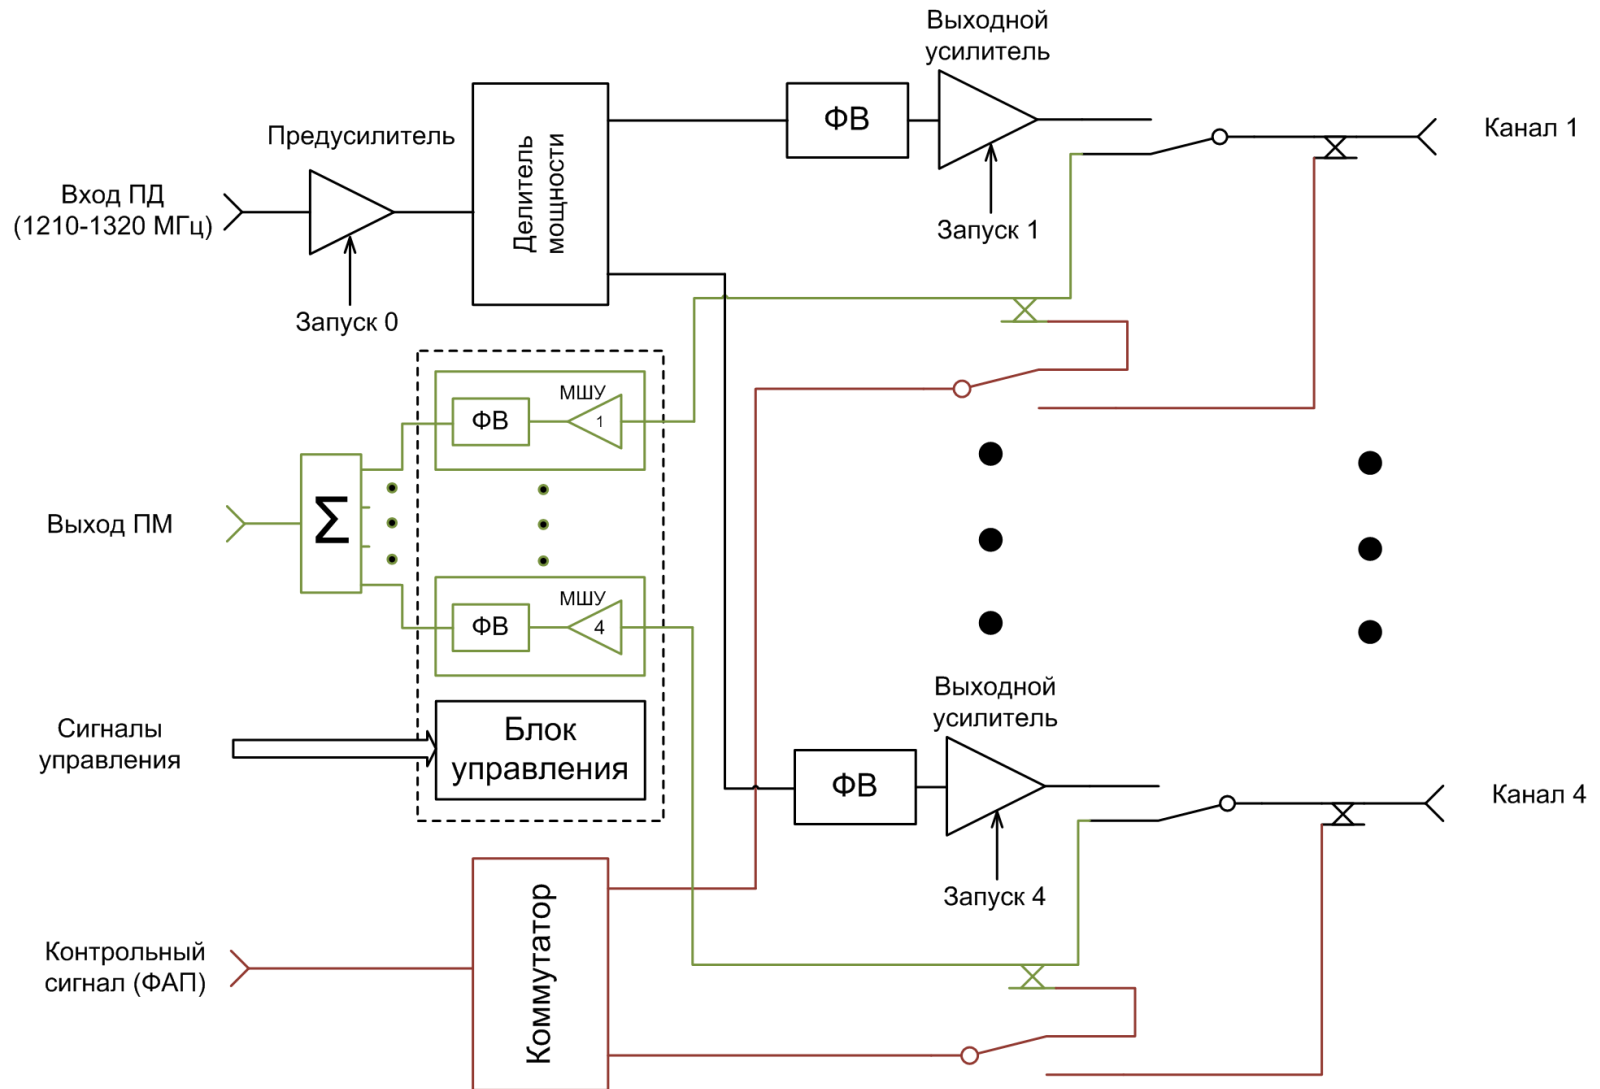 Выходной
усилитель
ФВ
Канал 1
Предусилитель
Делитель
мощности
Вход ПД
(1210-1320 МГц)
Запуск 1
Запуск 0
МШУ
ФВ
1
Σ
Выход ПМ
МШУ
ФВ
4
Выходной
усилитель
Сигналы
управления
Блок
управления
ФВ
Канал 4
Запуск 4
Коммутатор
Контрольный
сигнал (ФАП)